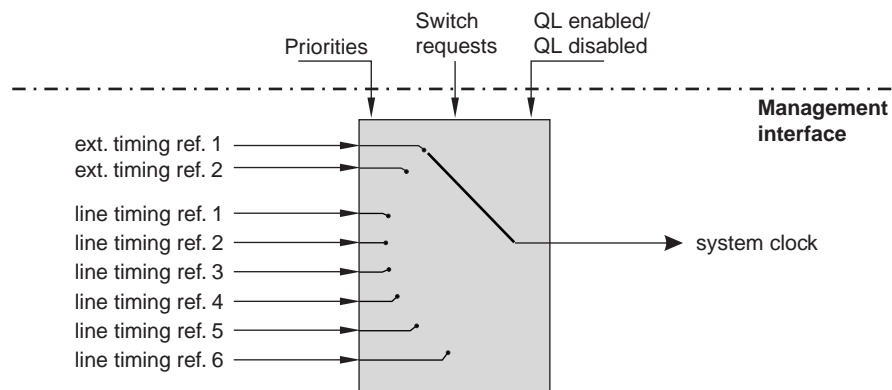 Priorities
Switch
requests
QL enabled/
QL disabled
Management
interface
ext. timing ref. 1
ext. timing ref. 2
line timing ref. 1
line timing ref. 2
line timing ref. 3
line timing ref. 4
line timing ref. 5
line timing ref. 6
system clock